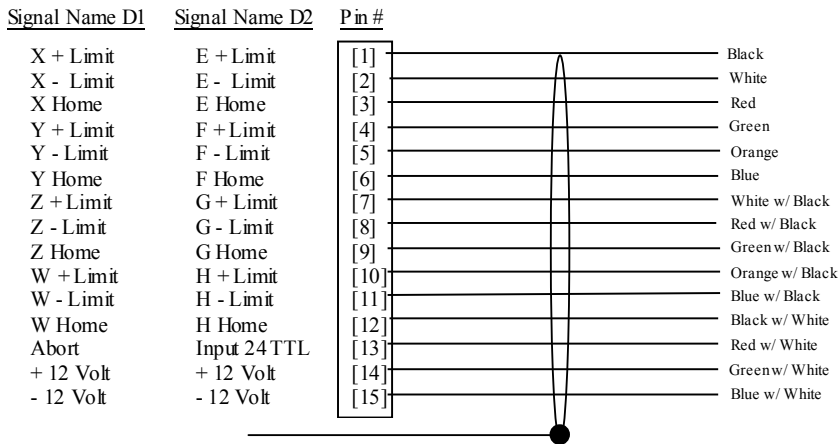 Signal Name D1 Signal Name D2 Pin #
X + Limit E + Limit [1] Black
X - Limit E - Limit [2] White
X Home E Home [3] Red
Y + Limit F + Limit [4] Green
Y - Limit F - Limit [5] Orange
Y Home F Home [6] Blue
Z + Limit G + Limit [7] White w/ Black
Z - Limit G - Limit [8] Red w/ Black
Z Home G Home [9] Green w/ Black
W + Limit H + Limit [10] Orange w/ Black
W - Limit H - Limit [11] Blue w/ Black
W Home H Home [12] Black w/ White
Abort Input 24 TTL [13] Red w/ White
+ 12 Volt + 12 Volt [14] Green w/ White
- 12 Volt - 12 Volt [15] Blue w/ White